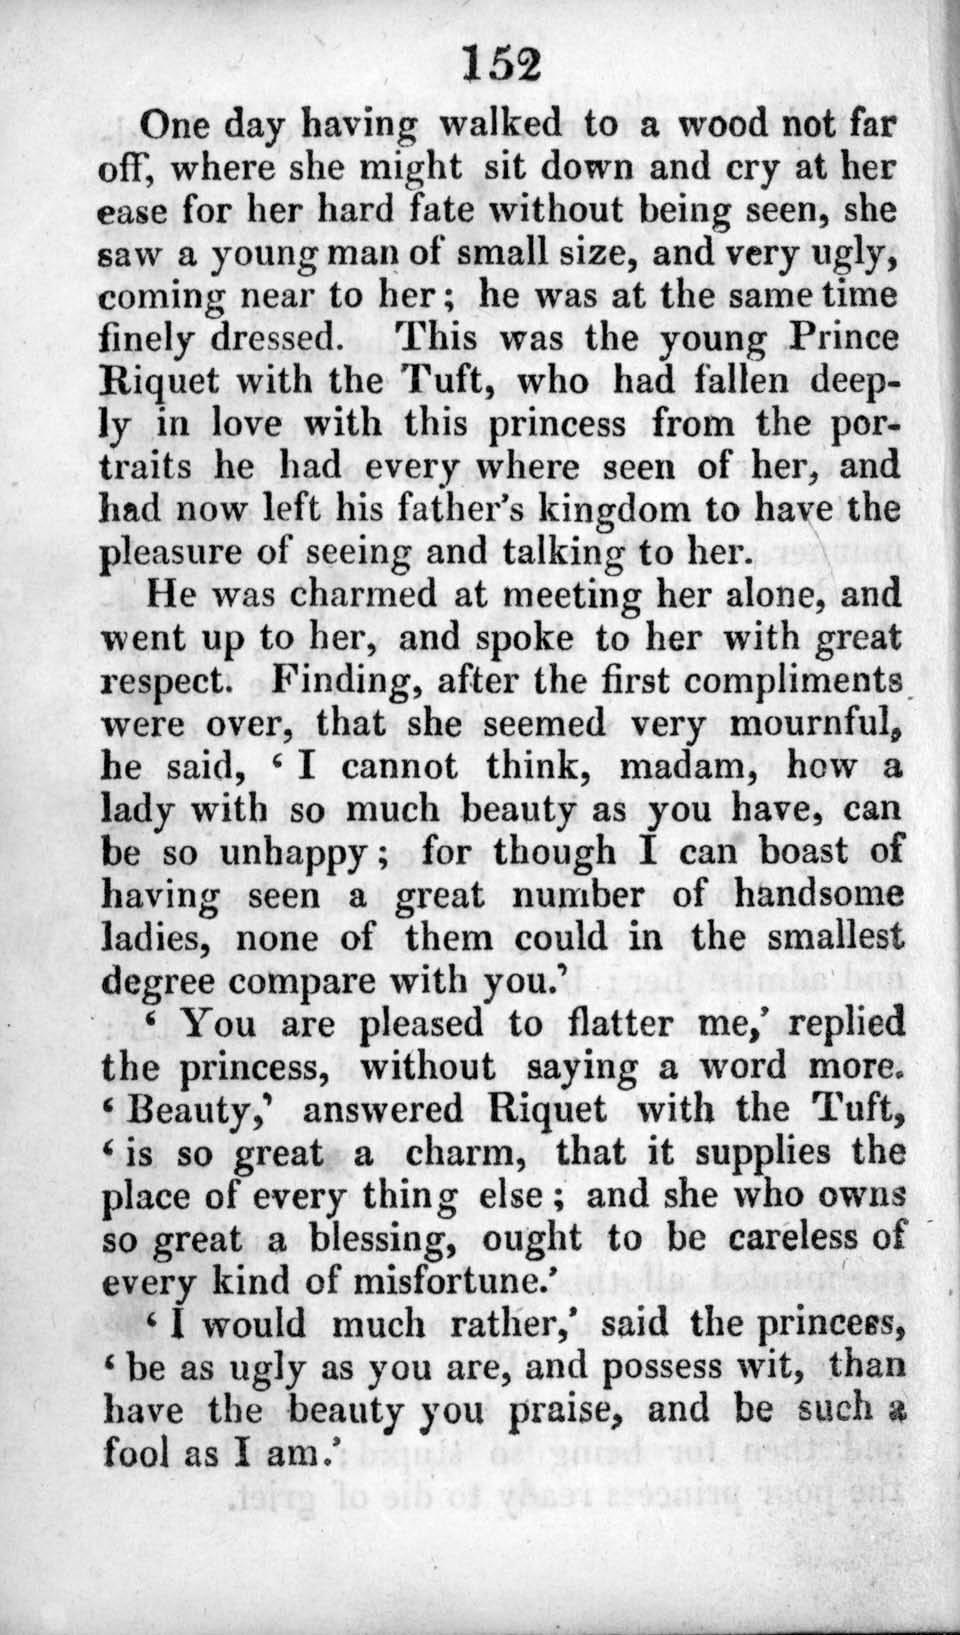 152
One day having walked to a wood not far
off, where she might sit down and cry at her
ease for her hard fate without being seen, she
saw a young man of small size, and very ugly,
coming near to her; he was at the same time
finely dressed. This was the young Prince
Riquet with the Tuft, who had fallen deep-
ly in love with this princess from the por-
traits he had every where seen of her, and
had now left his father's kingdom to have the
pleasure of seeing and talking to her.
He was charmed at meeting her alone, and
went up to her, and spoke to her with great
respect. Finding, after the first compliments
were over, that she seemed very mournful,
he said, ‘ I cannot think, madam, how a
lady with so much beauty as you have, can
be so unhappy; for though I can boast of
having seen a great number of handsome
ladies, none of them could in the smallest
degree compare with you.’
‘ You are pleased to flatter me,’ replied
the princess, without saying a word more.
‘ Beauty,’ answered Riquet with the Tuft,
‘ is so great a charm, that it supplies the
place of every thing else; and she who owns
so great a blessing, ought to be careless of
every kind of misfortune.’
‘ I would much rather,’ said the princess,
‘ be as ugly as you are, and possess wit, than
have the beauty you praise, and be such a
fool as I am.’